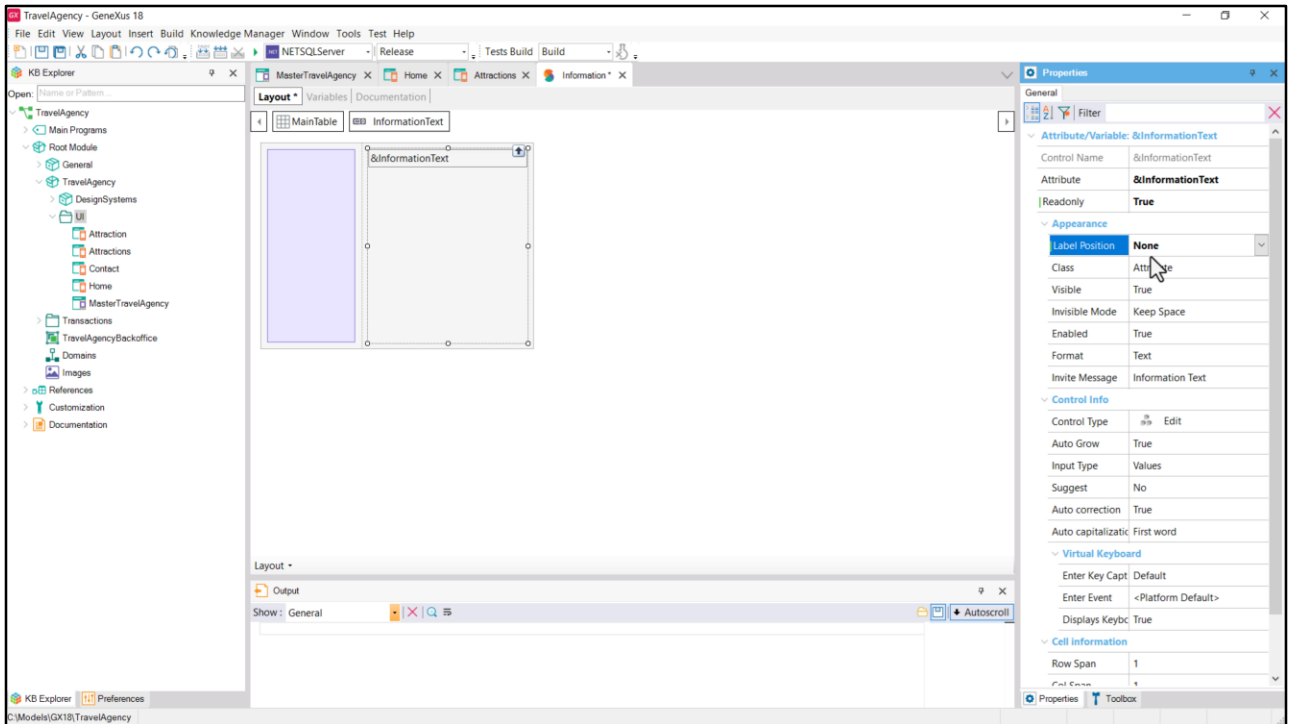 GX TravelAgency - GeneXus 18
File Edit View Layout Insert Build Knowledge Manager Window Tools Test Help
.NET NETSQLServer Release Tests Build Build
KB Explorer
Open: Name or Pattern ...
TravelAgency
Main Programs
Root Module
General
TravelAgency
DesignSystems
UI
Attraction
Attractions
Contact
Home
MasterTravelAgency
Transactions
TravelAgencyBackoffice
Domains
Images
References
Customization
Documentation
KB Explorer Preferences
C:\Models\GX18\TravelAgency
MasterTravelAgency Home Attractions Information *
Layout * Variables Documentation
MainTable InformationText
&InformationText
Layout
Output
Show: General Autoscroll
Properties
General
Filter
Attribute/Variable: &InformationText
Control Name &InformationText
Attribute &InformationText
Readonly True
Appearance
Label Position None
Class Attribute
Visible True
Invisible Mode Keep Space
Enabled True
Format Text
Invite Message Information Text
Control Info
Control Type Edit
Auto Grow True
Input Type Values
Suggest No
Auto correction True
Auto capitalizatic First word
Virtual Keyboard
Enter Key Capt Default
Enter Event <Platform Default>
Displays Keybc True
Cell information
Row Span 1
Col Span 1
Properties Toolbox